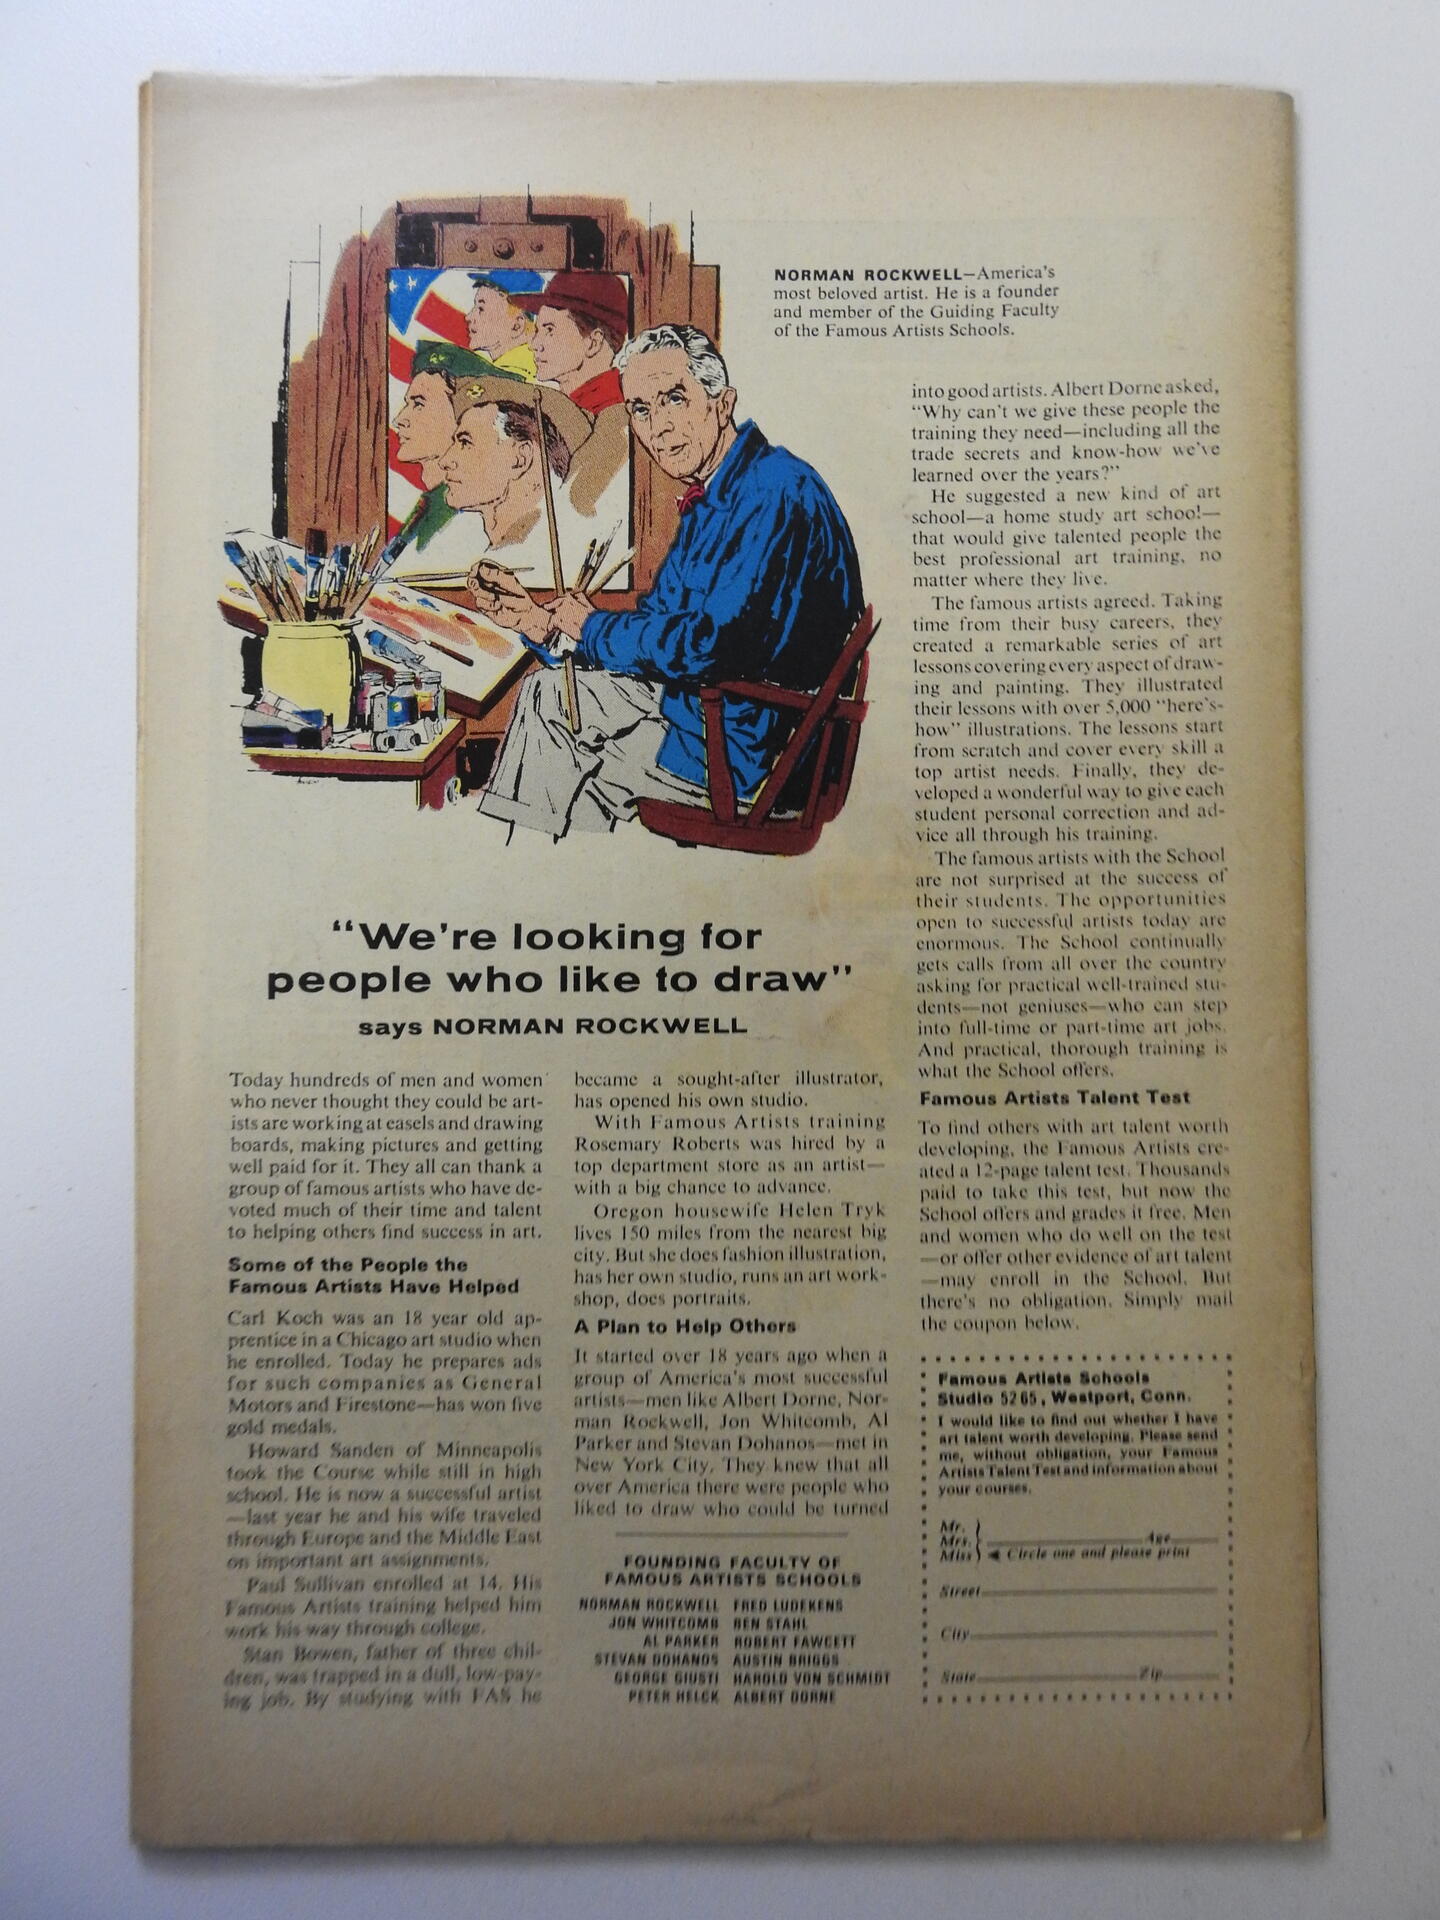 NORMAN ROCKWELL—America's
most beloved artist. He is a founder
and member of the Guiding Faculty
of the Famous Artists Schools.
"We're looking for
people who like to draw"
says NORMAN ROCKWELL
Today hundreds of men and women
who never thought they could be art-
ists are working at easels and drawing
boards, making pictures and getting
well paid for it. They all can thank a
group of famous artists who have de-
voted much of their time and talent
to helping others find success in art.
Some of the People the
Famous Artists Have Helped
Carl Koch was an 18 year old ap-
prentice in a Chicago art studio when
he enrolled. Today he prepares ads
for such companies as General
Motors and Firestone—has won five
gold medals.
Howard Sanden of Minneapolis
took the Course while still in high
school. He is now a successful artist
—last year he and his wife traveled
through Europe and the Middle East
on important art assignments.
Paul Sullivan enrolled at 14. His
Famous Artists training helped him
work his way through college.
Stan Bowen, father of three chil-
dren, was trapped in a dull, low-pay-
ing job. By studying with FAS he
became a sought-after illustrator,
has opened his own studio.
With Famous Artists training
Rosemary Roberts was hired by a
top department store as an artist—
with a big chance to advance.
Oregon housewife Helen Tryk
lives 150 miles from the nearest big
city. But she does fashion illustration,
has her own studio, runs an art work-
shop, does portraits.
A Plan to Help Others
It started over 18 years ago when a
group of America's most successful
artists—men like Albert Dorne, Nor-
man Rockwell, Jon Whitcomb, Al
Parker and Stevan Dohanos—met in
New York City. They knew that all
over America there were people who
liked to draw who could be turned
FOUNDING FACULTY OF
FAMOUS ARTISTS SCHOOLS
NORMAN ROCKWELL FRED LUDEKENS
JON WHITCOMB BEN STAHL
AL PARKER ROBERT FAWCETT
STEVAN DOHANOS AUSTIN BRIGGS
GEORGE GIUSTI HAROLD VON SCHMIDT
PETER HELCK ALBERT DORNE
into good artists. Albert Dorne asked,
"Why can't we give these people the
training they need—including all the
trade secrets and know-how we've
learned over the years?"
He suggested a new kind of art
school—a home study art school—
that would give talented people the
best professional art training, no
matter where they live.
The famous artists agreed. Taking
time from their busy careers, they
created a remarkable series of art
lessons covering every aspect of draw-
ing and painting. They illustrated
their lessons with over 5,000 "here's-
how" illustrations. The lessons start
from scratch and cover every skill a
top artist needs. Finally, they de-
veloped a wonderful way to give each
student personal correction and ad-
vice all through his training.
The famous artists with the School
are not surprised at the success of
their students. The opportunities
open to successful artists today are
enormous. The School continually
gets calls from all over the country
asking for practical well-trained stu-
dents—not geniuses—who can step
into full-time or part-time art jobs.
And practical, thorough training is
what the School offers.
Famous Artists Talent Test
To find others with art talent worth
developing, the Famous Artists cre-
ated a 12-page talent test. Thousands
paid to take this test, but now the
School offers and grades it free. Men
and women who do well on the test
—or offer other evidence of art talent
—may enroll in the School. But
there's no obligation. Simply mail
the coupon below.
Famous Artists Schools
Studio 5265, Westport, Conn.
I would like to find out whether I have
art talent worth developing. Please send
me, without obligation, your Famous
Artists Talent Test and information about
your courses.
Mr.
Mrs. Age
Miss ◄ Circle one and please print
Street
City
State Zip